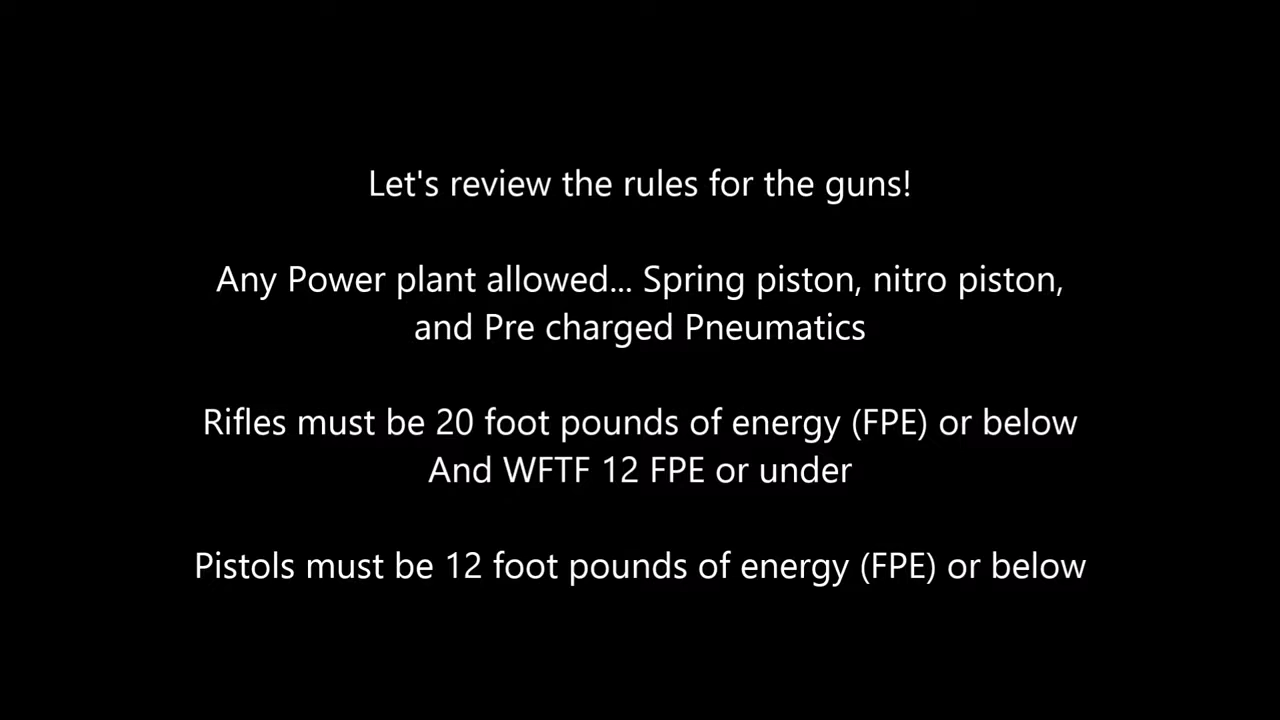 Let's review the rules for the guns!
Any Power plant allowed... Spring piston, nitro piston,
and Pre charged Pneumatics
Rifles must be 20 foot pounds of energy (FPE) or below
And WFTF 12 FPE or under
Pistols must be 12 foot pounds of energy (FPE) or below